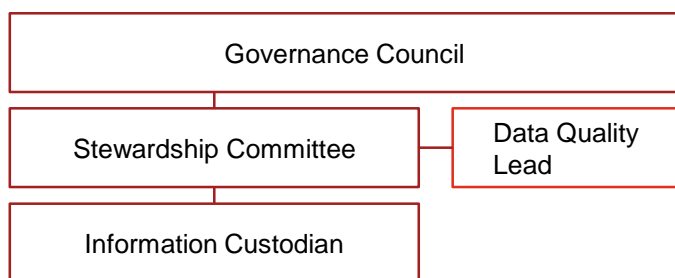 Governance Council
Stewardship Committee
Data Quality
Lead
Information Custodian